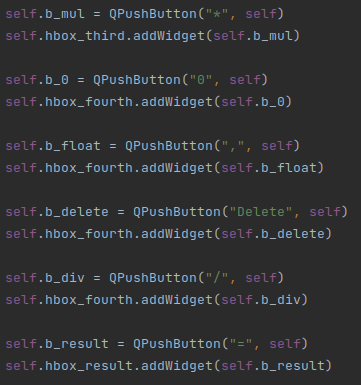 self.b_mul = QPushButton("*", self)
self.hbox_third.addWidget(self.b_mul)
self.b_0 = QPushButton("0", self)
self.hbox_fourth.addWidget(self.b_0)
self.b_float = QPushButton(",", self)
self.hbox_fourth.addWidget(self.b_float)
self.b_delete = QPushButton("Delete", self)
self.hbox_fourth.addWidget(self.b_delete)
self.b_div = QPushButton("/", self)
self.hbox_fourth.addWidget(self.b_div)
self.b_result = QPushButton("=", self)
self.hbox_result.addWidget(self.b_result)